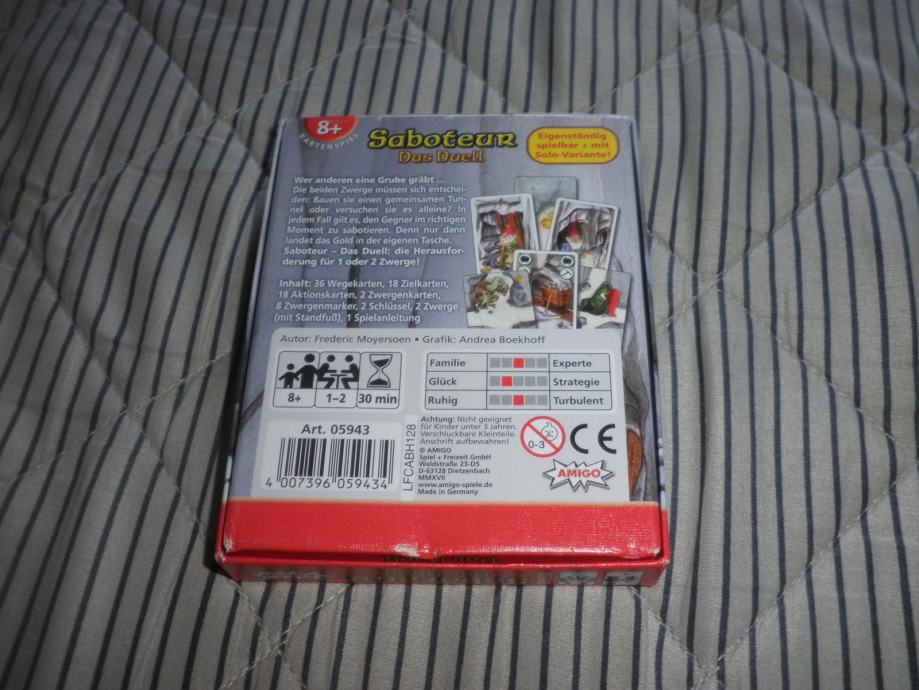 8+
KARTENSPIEL
Saboteur
Das Duell
Eigenständig
spielbar + mit
Solo-Variante!
Wer anderen eine Grube gräbt ...
Die beiden Zwerge müssen sich entschei-
den: Bauen sie einen gemeinsamen Tun-
nel oder versuchen sie es alleine? In
jedem Fall gilt es, den Gegner im richtigen
Moment zu sabotieren. Denn nur dann
landet das Gold in der eigenen Tasche.
Saboteur – Das Duell: die Herausfor-
derung für 1 oder 2 Zwerge!
Inhalt: 36 Wegekarten, 18 Zielkarten,
18 Aktionskarten, 2 Zwergenkarten,
8 Zwergenmarker, 2 Schlüssel, 2 Zwerge
(mit Standfuß), 1 Spielanleitung
Autor: Frederic Moyersoen • Grafik: Andrea Boekhoff
8+
1–2
30 min
Familie Experte
Glück Strategie
Ruhig Turbulent
Art. 05943
4 007396 059434
LFCABH128
Achtung: Nicht geeignet
für Kinder unter 3 Jahren.
Verschluckbare Kleinteile.
Anschrift aufbewahren!
© AMIGO
Spiel + Freizeit GmbH
Waldstraße 23-D5
D-63128 Dietzenbach
MMXVII
www.amigo-spiele.de
Made in Germany
0-3
CE
AMIGO